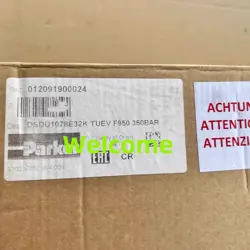 012091900024
DSDU1078E32K TUEV F950 350BAR
Welcome
Parker
EAC
CR
ACHTUN
ATTENTIC
ATTENZI